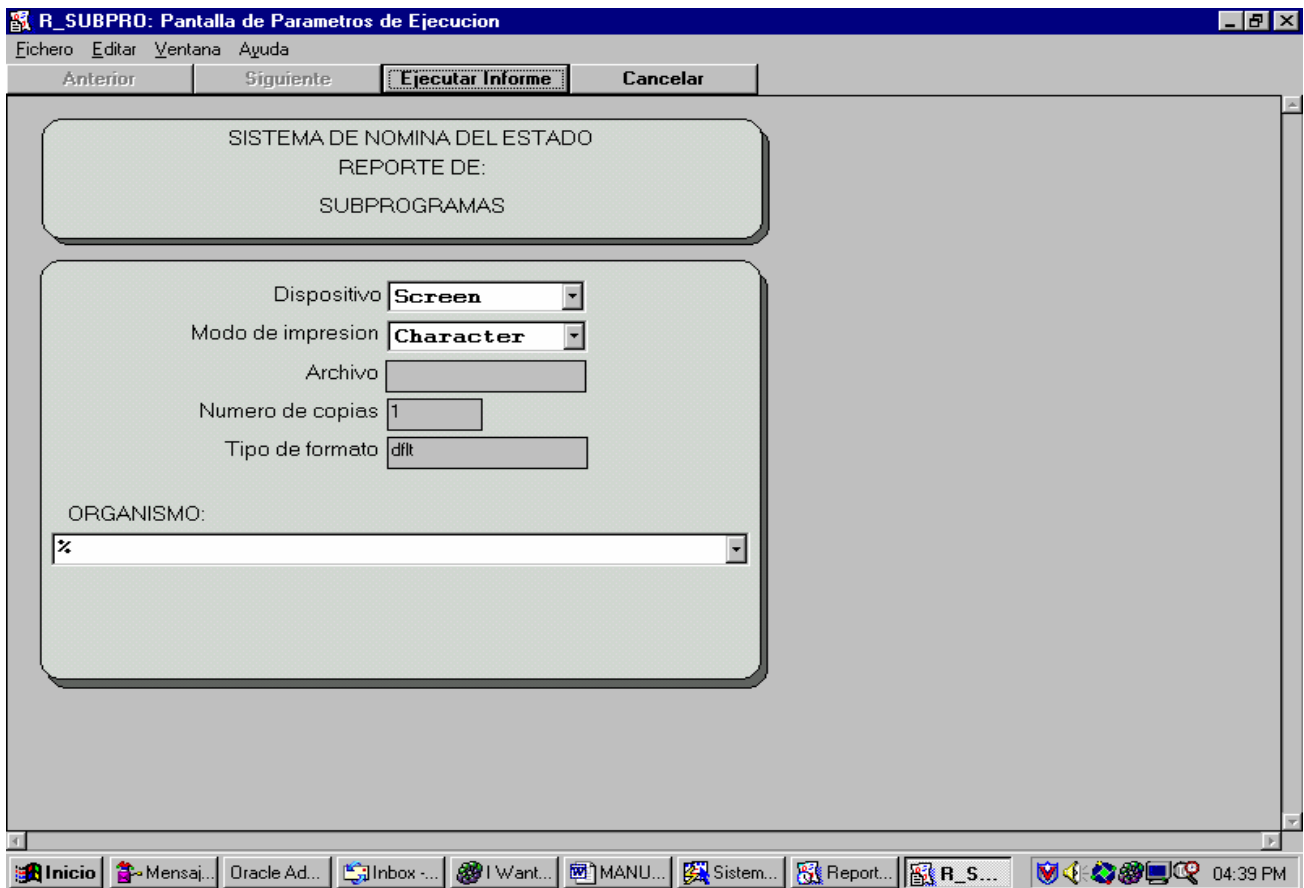 R_SUBPRO: Pantalla de Parametros de Ejecucion
Fichero Editar Ventana Ayuda
Anterior Siguiente Ejecutar Informe Cancelar
SISTEMA DE NOMINA DEL ESTADO
REPORTE DE:
SUBPROGRAMAS
Dispositivo Screen
Modo de impresion Character
Archivo
Numero de copias 1
Tipo de formato dflt
ORGANISMO:
%
Inicio Mensaj... Oracle Ad... Inbox -... I Want... MANU... Sistem... Report... R_S... 04:39 PM